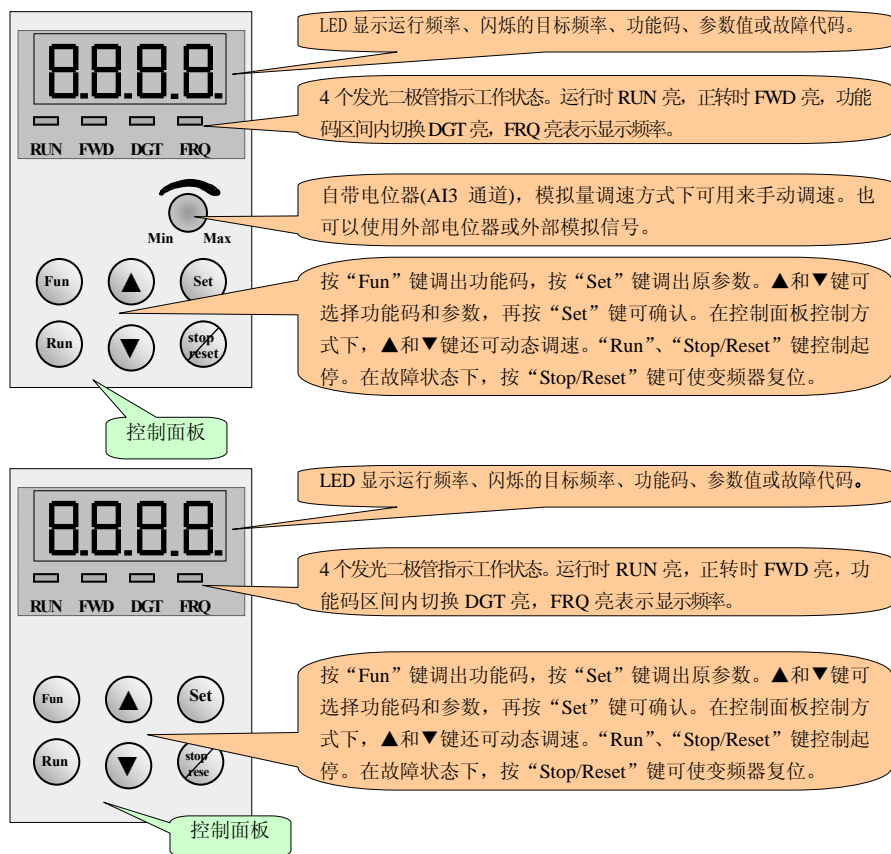 LED 显示运行频率、闪烁的目标频率、功能码、参数值或故障代码。
8.8.8.8.
4 个发光二极管指示工作状态。运行时 RUN 亮，正转时 FWD 亮，功能
码区间内切换 DGT 亮，FRQ 亮表示显示频率。
RUN FWD DGT FRQ
自带电位器(AI3 通道)，模拟量调速方式下可用来手动调速。也
可以使用外部电位器或外部模拟信号。
Min Max
按“Fun”键调出功能码，按“Set”键调出原参数。▲和▼键可
选择功能码和参数，再按“Set”键可确认。在控制面板控制方
式下，▲和▼键还可动态调速。“Run”、“Stop/Reset”键控制起
停。在故障状态下，按“Stop/Reset”键可使变频器复位。
Fun ▲ Set
Run ▼ stop
reset
控制面板
LED 显示运行频率、闪烁的目标频率、功能码、参数值或故障代码。
8.8.8.8.
4 个发光二极管指示工作状态。运行时 RUN 亮，正转时 FWD 亮，功
能码区间内切换 DGT 亮，FRQ 亮表示显示频率。
RUN FWD DGT FRQ
按“Fun”键调出功能码，按“Set”键调出原参数。▲和▼键可
选择功能码和参数，再按“Set”键可确认。在控制面板控制方
式下，▲和▼键还可动态调速。“Run”、“Stop/Reset”键控制起
停。在故障状态下，按“Stop/Reset”键可使变频器复位。
Fun ▲ Set
Run ▼ stop
rese
控制面板